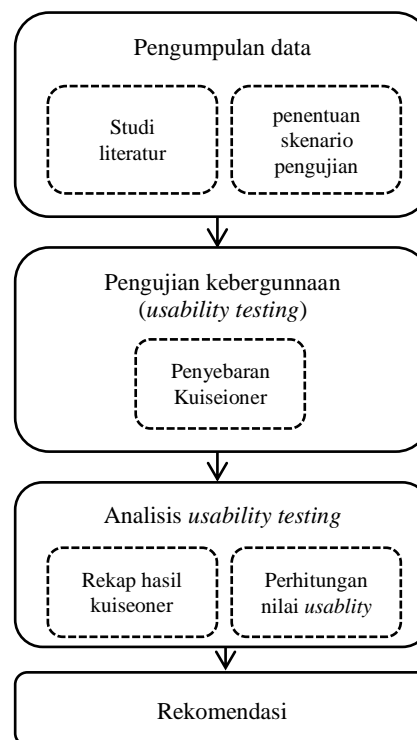 Pengumpulan data
Studi
literatur
penentuan
skenario
pengujian
Pengujian kebergunnaan
(usability testing)
Penyebaran
Kuiseioner
Analisis usability testing
Rekap hasil
kuiseoner
Perhitungan
nilai usablity
Rekomendasi